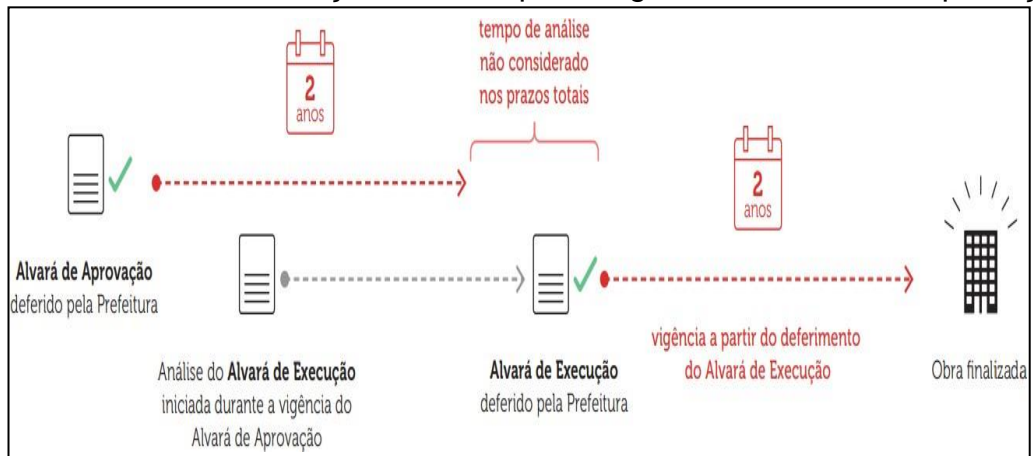 tempo de análise
não considerado
nos prazos totais
2
anos
2
anos
Alvará de Aprovação
deferido pela Prefeitura
Análise do Alvará de Execução
iniciada durante a vigência do
Alvará de Aprovação
Alvará de Execução
deferido pela Prefeitura
vigência a partir do deferimento
do Alvará de Execução
Obra finalizada